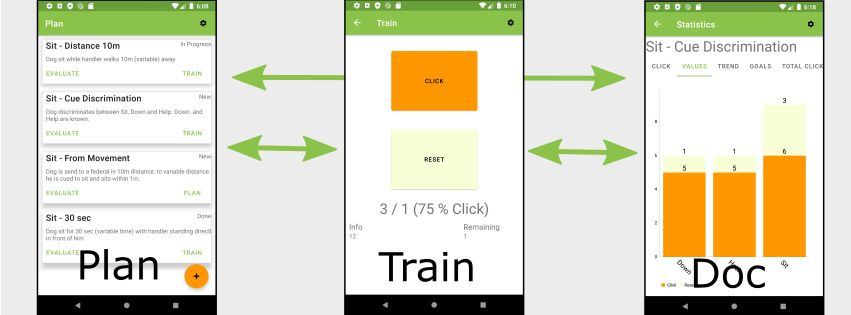 6:08
Plan
Sit - Distance 10m
In Progress
Dog sit while handler walks 10m (variable) away
EVALUATE
TRAIN
Sit - Cue Discrimination
New
Dog discriminates between Sit, Down and Help. Down. and
Help are known.
EVALUATE
TRAIN
Sit - From Movement
New
Dog is send to a federal in 10m distance. In variable distance
he is cued to sit and sits within 1m.
EVALUATE
PLAN
Sit - 30 sec
Done
Dog sit for 30 sec (variable time) with handler standing directl
in front of him
EVALUATE
TRAIN
+
Plan
6:10
Train
CLICK
RESET
3 / 1 (75 % Click)
Info
Remaining
12
1
Train
6:18
Statistics
Sit - Cue Discrimination
CLICK
VALUES
TREND
GOALS
TOTAL CLICK
8
6
4
2
0
1
5
1
5
3
6
Down
Sit
Click
Doc